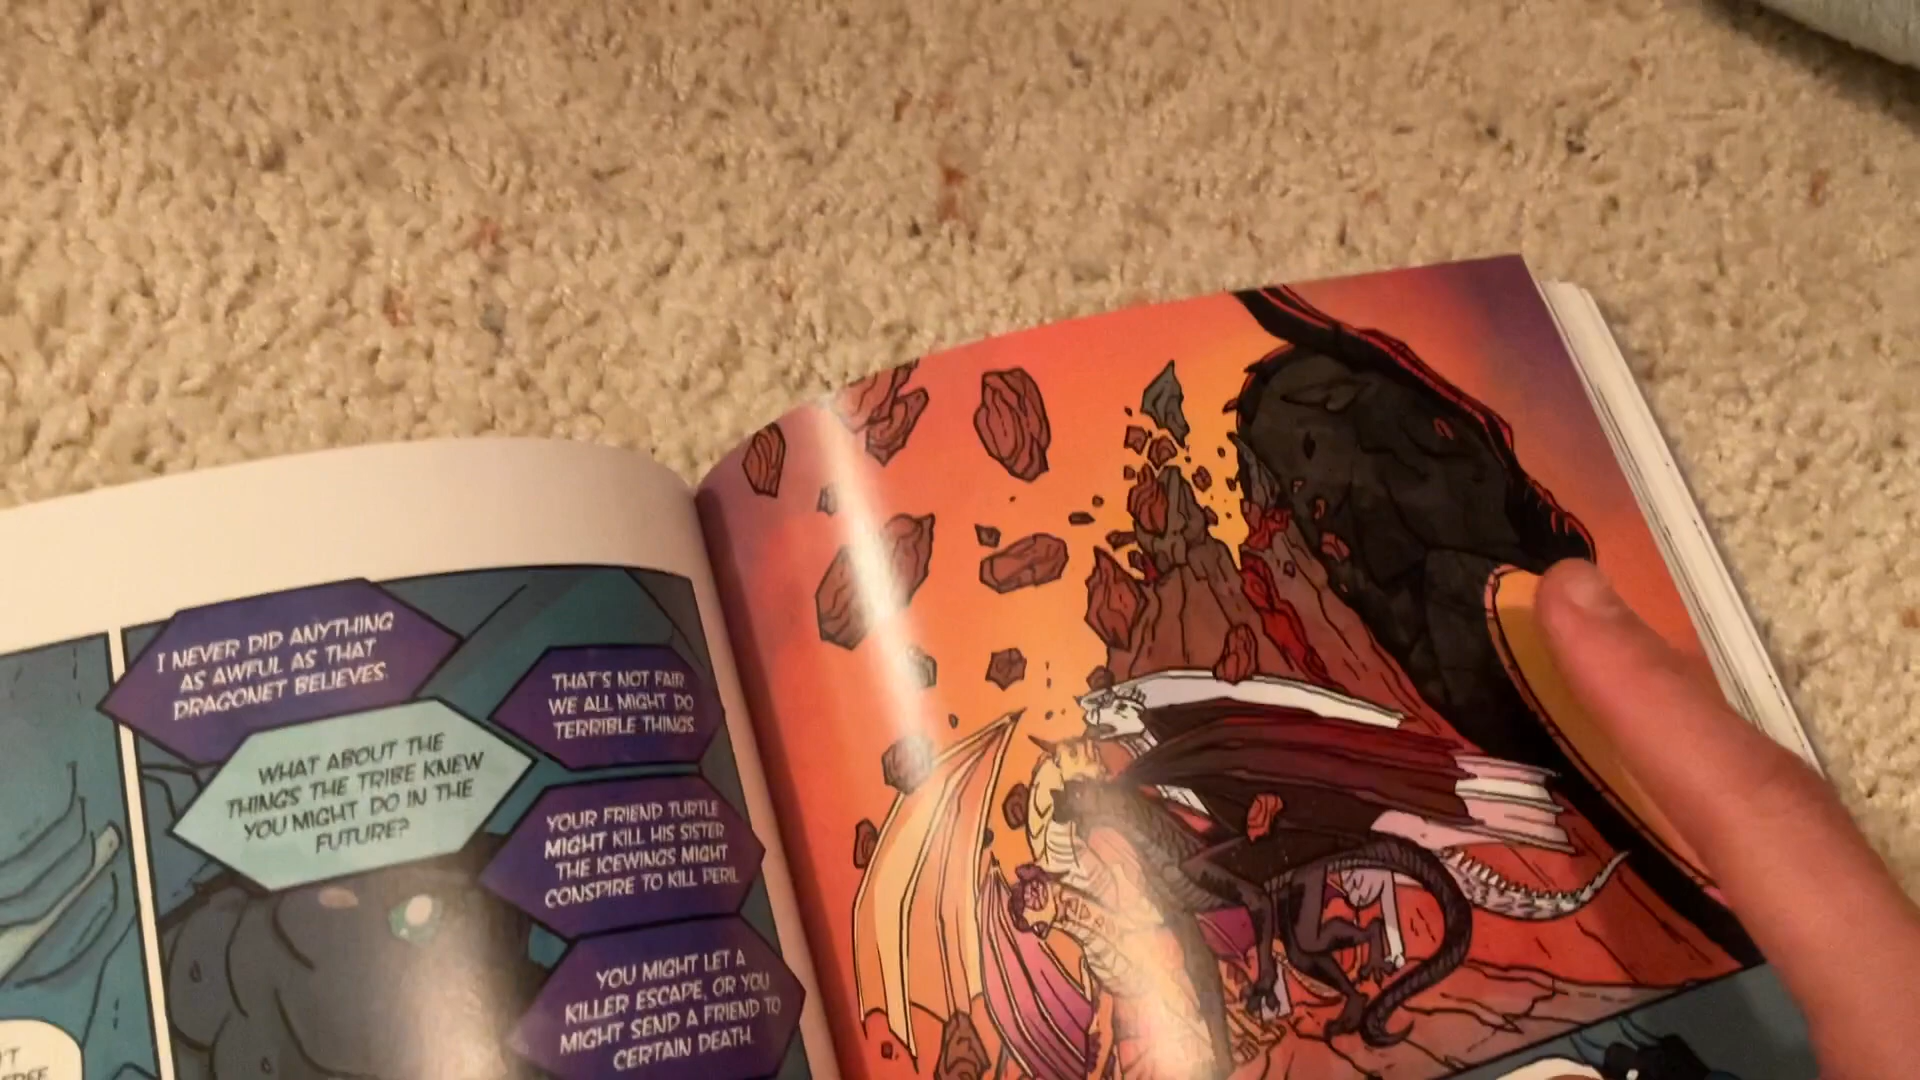 I NEVER DID ANYTHING
AS AWFUL AS THAT
DRAGONET BELIEVES.
WHAT ABOUT THE
THINGS THE TRIBE KNEW
YOU MIGHT DO IN THE
FUTURE?
THAT'S NOT FAIR
WE ALL MIGHT DO
TERRIBLE THINGS.
YOUR FRIEND TURTLE
MIGHT KILL HIS SISTER
THE ICEWINGS MIGHT
CONSPIRE TO KILL PERIL
YOU MIGHT LET A
KILLER ESCAPE, OR YOU
MIGHT SEND A FRIEND TO
CERTAIN DEATH.